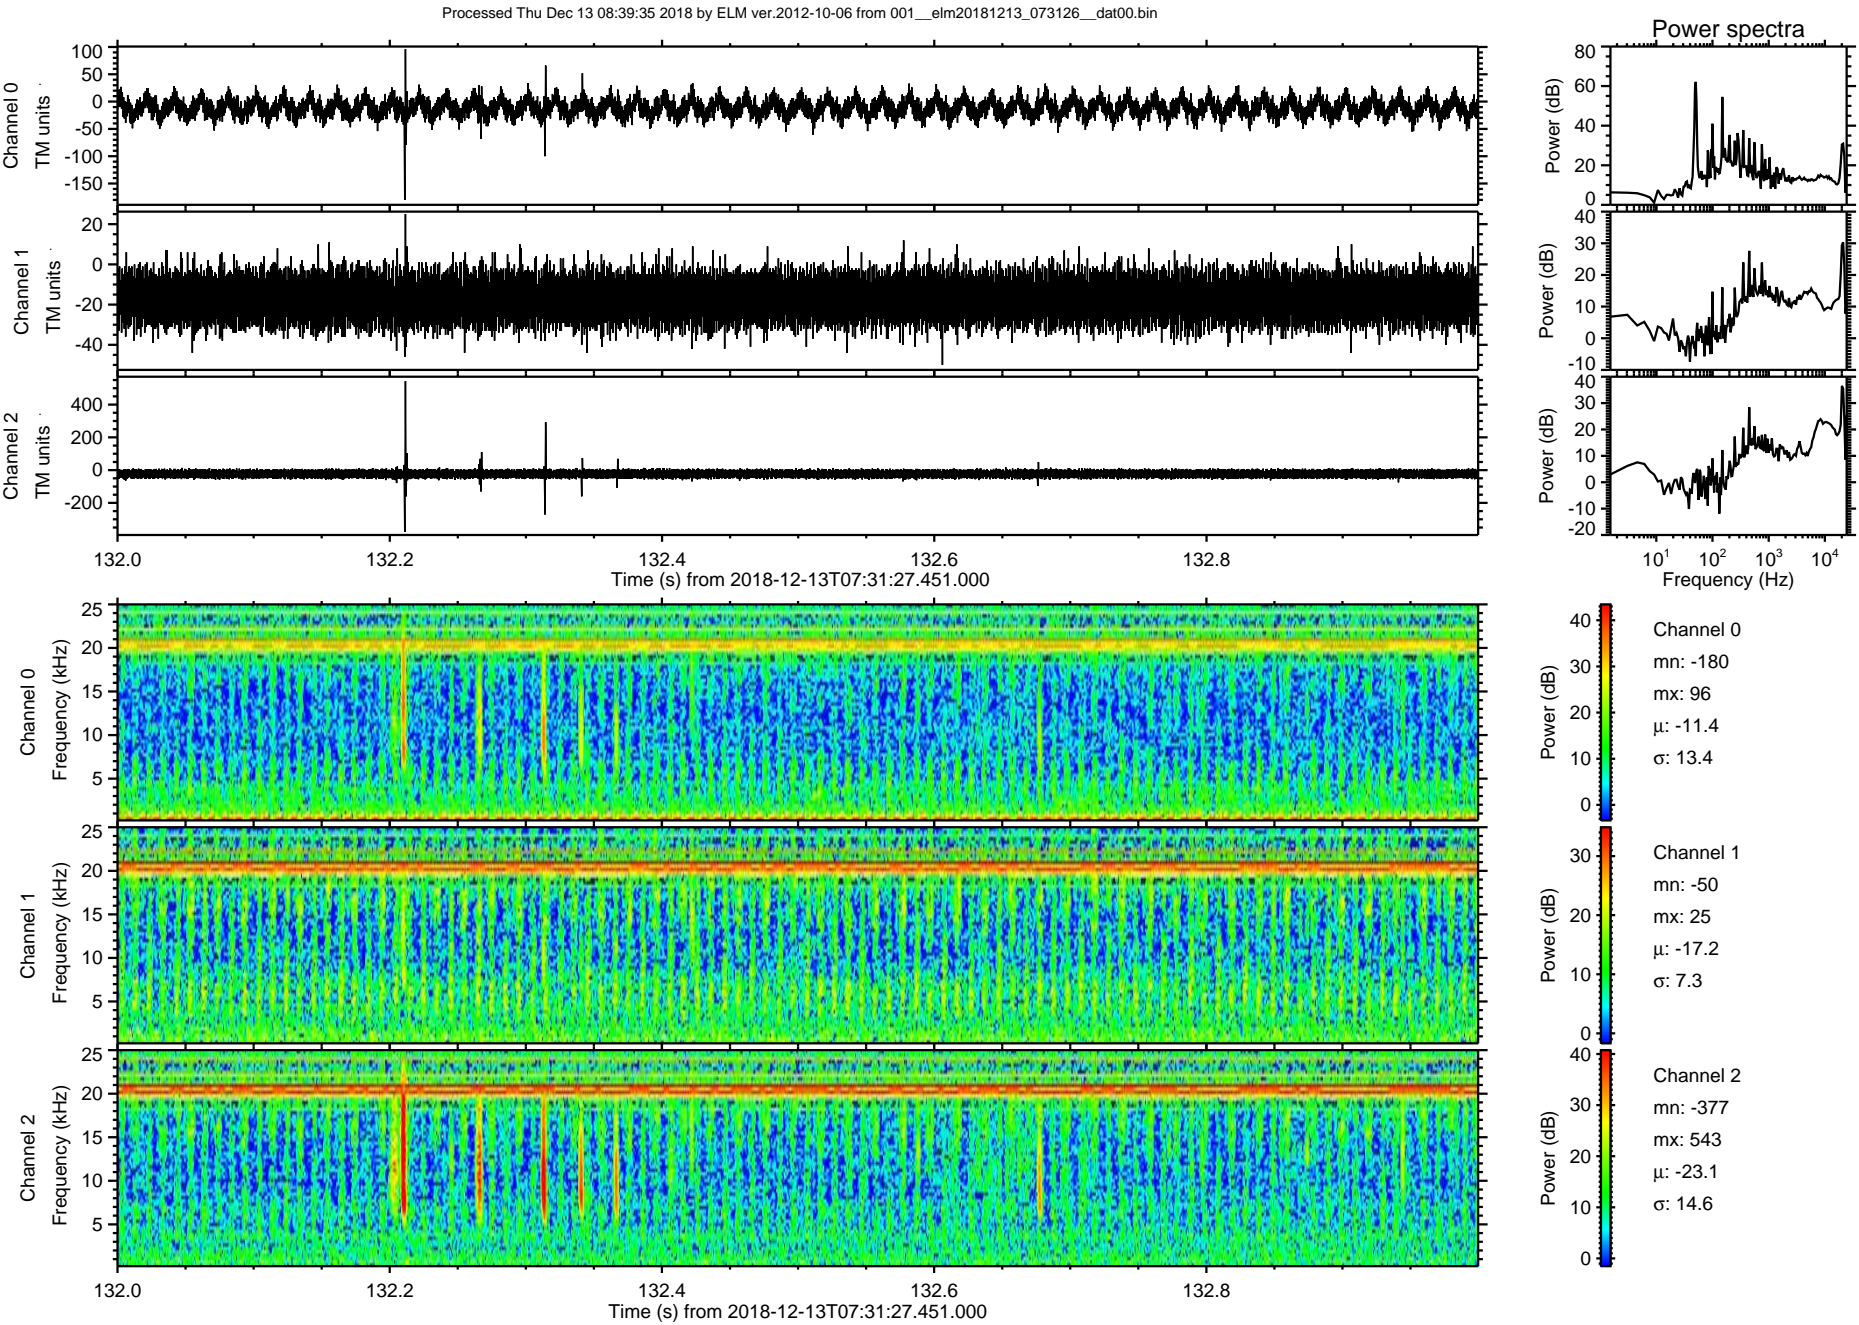 Processed Thu Dec 13 08:39:35 2018 by ELM ver.2012-10-06 from 001__elm20181213_073126__dat00.bin
Power spectra
Channel 0
TM units
100
50
0
-50
-100
-150
Power (dB)
80
60
40
20
0
Channel 1
TM units
20
0
-20
-40
Power (dB)
40
30
20
10
0
-10
Channel 2
TM units
400
200
0
-200
Power (dB)
40
30
20
10
0
-10
-20
132.0 132.2 132.4 132.6 132.8
Time (s) from 2018-12-13T07:31:27.451.000
10^1 10^2 10^3 10^4
Frequency (Hz)
Channel 0
Frequency (kHz)
25
20
15
10
5
Power (dB)
40
30
20
10
0
Channel 0
mn: -180
mx: 96
μ: -11.4
σ: 13.4
Channel 1
Frequency (kHz)
25
20
15
10
5
Power (dB)
30
20
10
0
Channel 1
mn: -50
mx: 25
μ: -17.2
σ: 7.3
Channel 2
Frequency (kHz)
25
20
15
10
5
Power (dB)
40
30
20
10
0
Channel 2
mn: -377
mx: 543
μ: -23.1
σ: 14.6
132.0 132.2 132.4 132.6 132.8
Time (s) from 2018-12-13T07:31:27.451.000